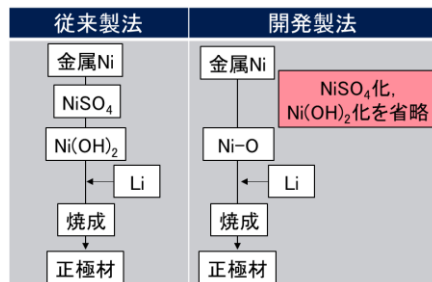 従来製法
金属Ni
NiSO4
Ni(OH)2
Li
焼成
正極材
開発製法
金属Ni
NiSO4化,
Ni(OH)2化を省略
Ni-O
Li
焼成
正極材